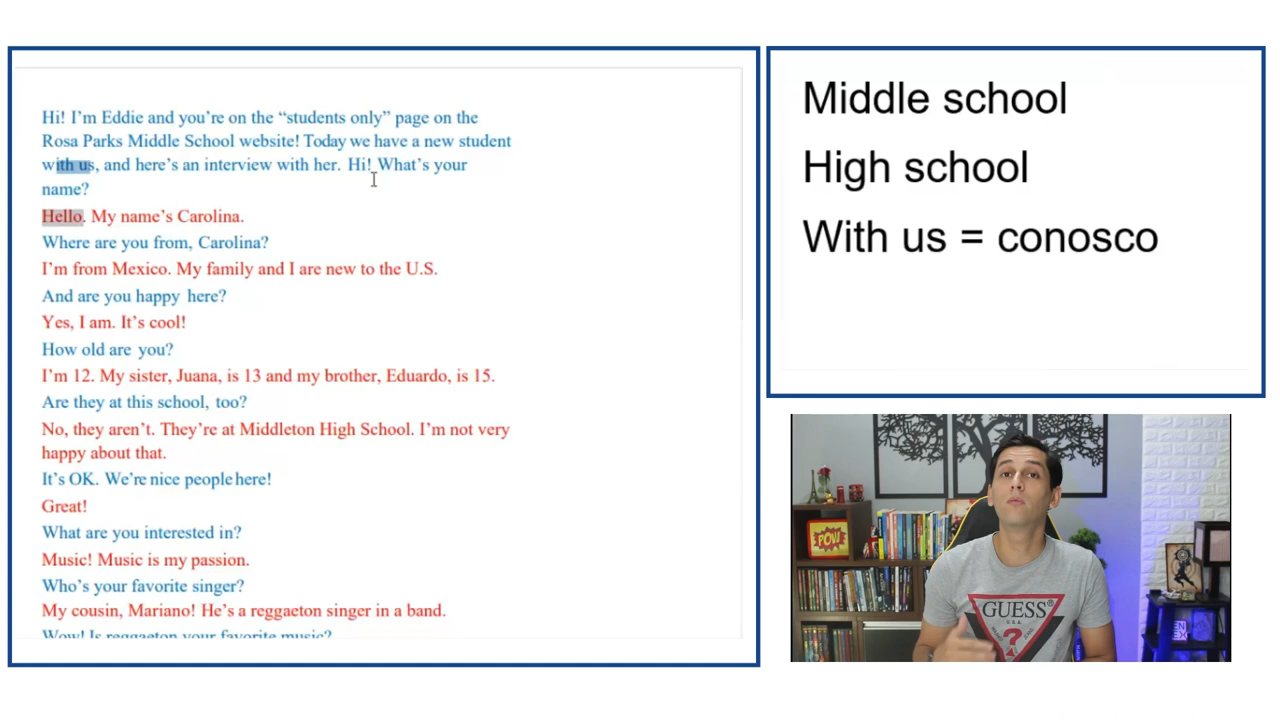 Hi! I'm Eddie and you're on the “students only” page on the
Rosa Parks Middle School website! Today we have a new student
with us, and here's an interview with her. Hi! What's your
name?
Hello. My name's Carolina.
Where are you from, Carolina?
I'm from Mexico. My family and I are new to the U.S.
And are you happy here?
Yes, I am. It's cool!
How old are you?
I'm 12. My sister, Juana, is 13 and my brother, Eduardo, is 15.
Are they at this school, too?
No, they aren't. They're at Middleton High School. I'm not very
happy about that.
It's OK. We're nice people here!
Great!
What are you interested in?
Music! Music is my passion.
Who's your favorite singer?
My cousin, Mariano! He's a reggaeton singer in a band.
Wow! Is reggaeton your favorite music?
Middle school
High school
With us = conosco
POW
GUESS
U.S.A.
?